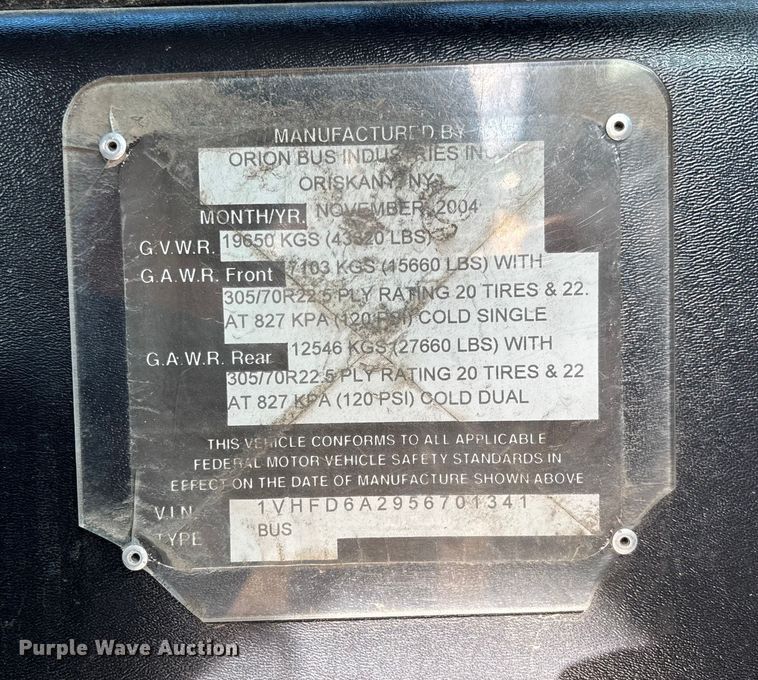 MANUFACTURED BY
ORION BUS INDUSTRIES INC.
ORISKANY, NY
MONTH/YR. NOVEMBER, 2004
G.V.W.R. 19650 KGS (43320 LBS)
G.A.W.R. Front 7103 KGS (15660 LBS) WITH
305/70R22.5 PLY RATING 20 TIRES & 22.
AT 827 KPA (120 PSI) COLD SINGLE
G.A.W.R. Rear 12546 KGS (27660 LBS) WITH
305/70R22.5 PLY RATING 20 TIRES & 22
AT 827 KPA (120 PSI) COLD DUAL
THIS VEHICLE CONFORMS TO ALL APPLICABLE
FEDERAL MOTOR VEHICLE SAFETY STANDARDS IN
EFFECT ON THE DATE OF MANUFACTURE SHOWN ABOVE
V.I.N. 1VHFD6A2956701341
TYPE BUS
Purple Wave Auction